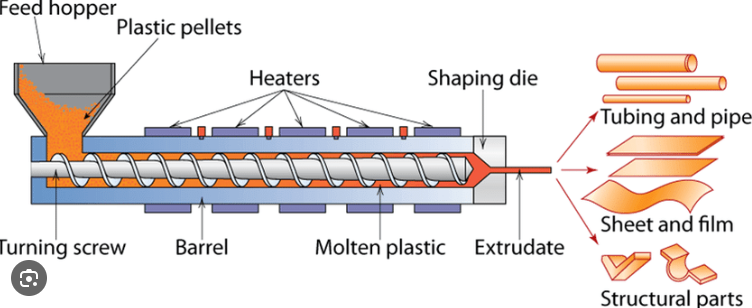 Feed hopper
Plastic pellets
Heaters
Shaping die
Tubing and pipe
Sheet and film
Turning screw
Barrel
Molten plastic
Extrudate
Structural parts